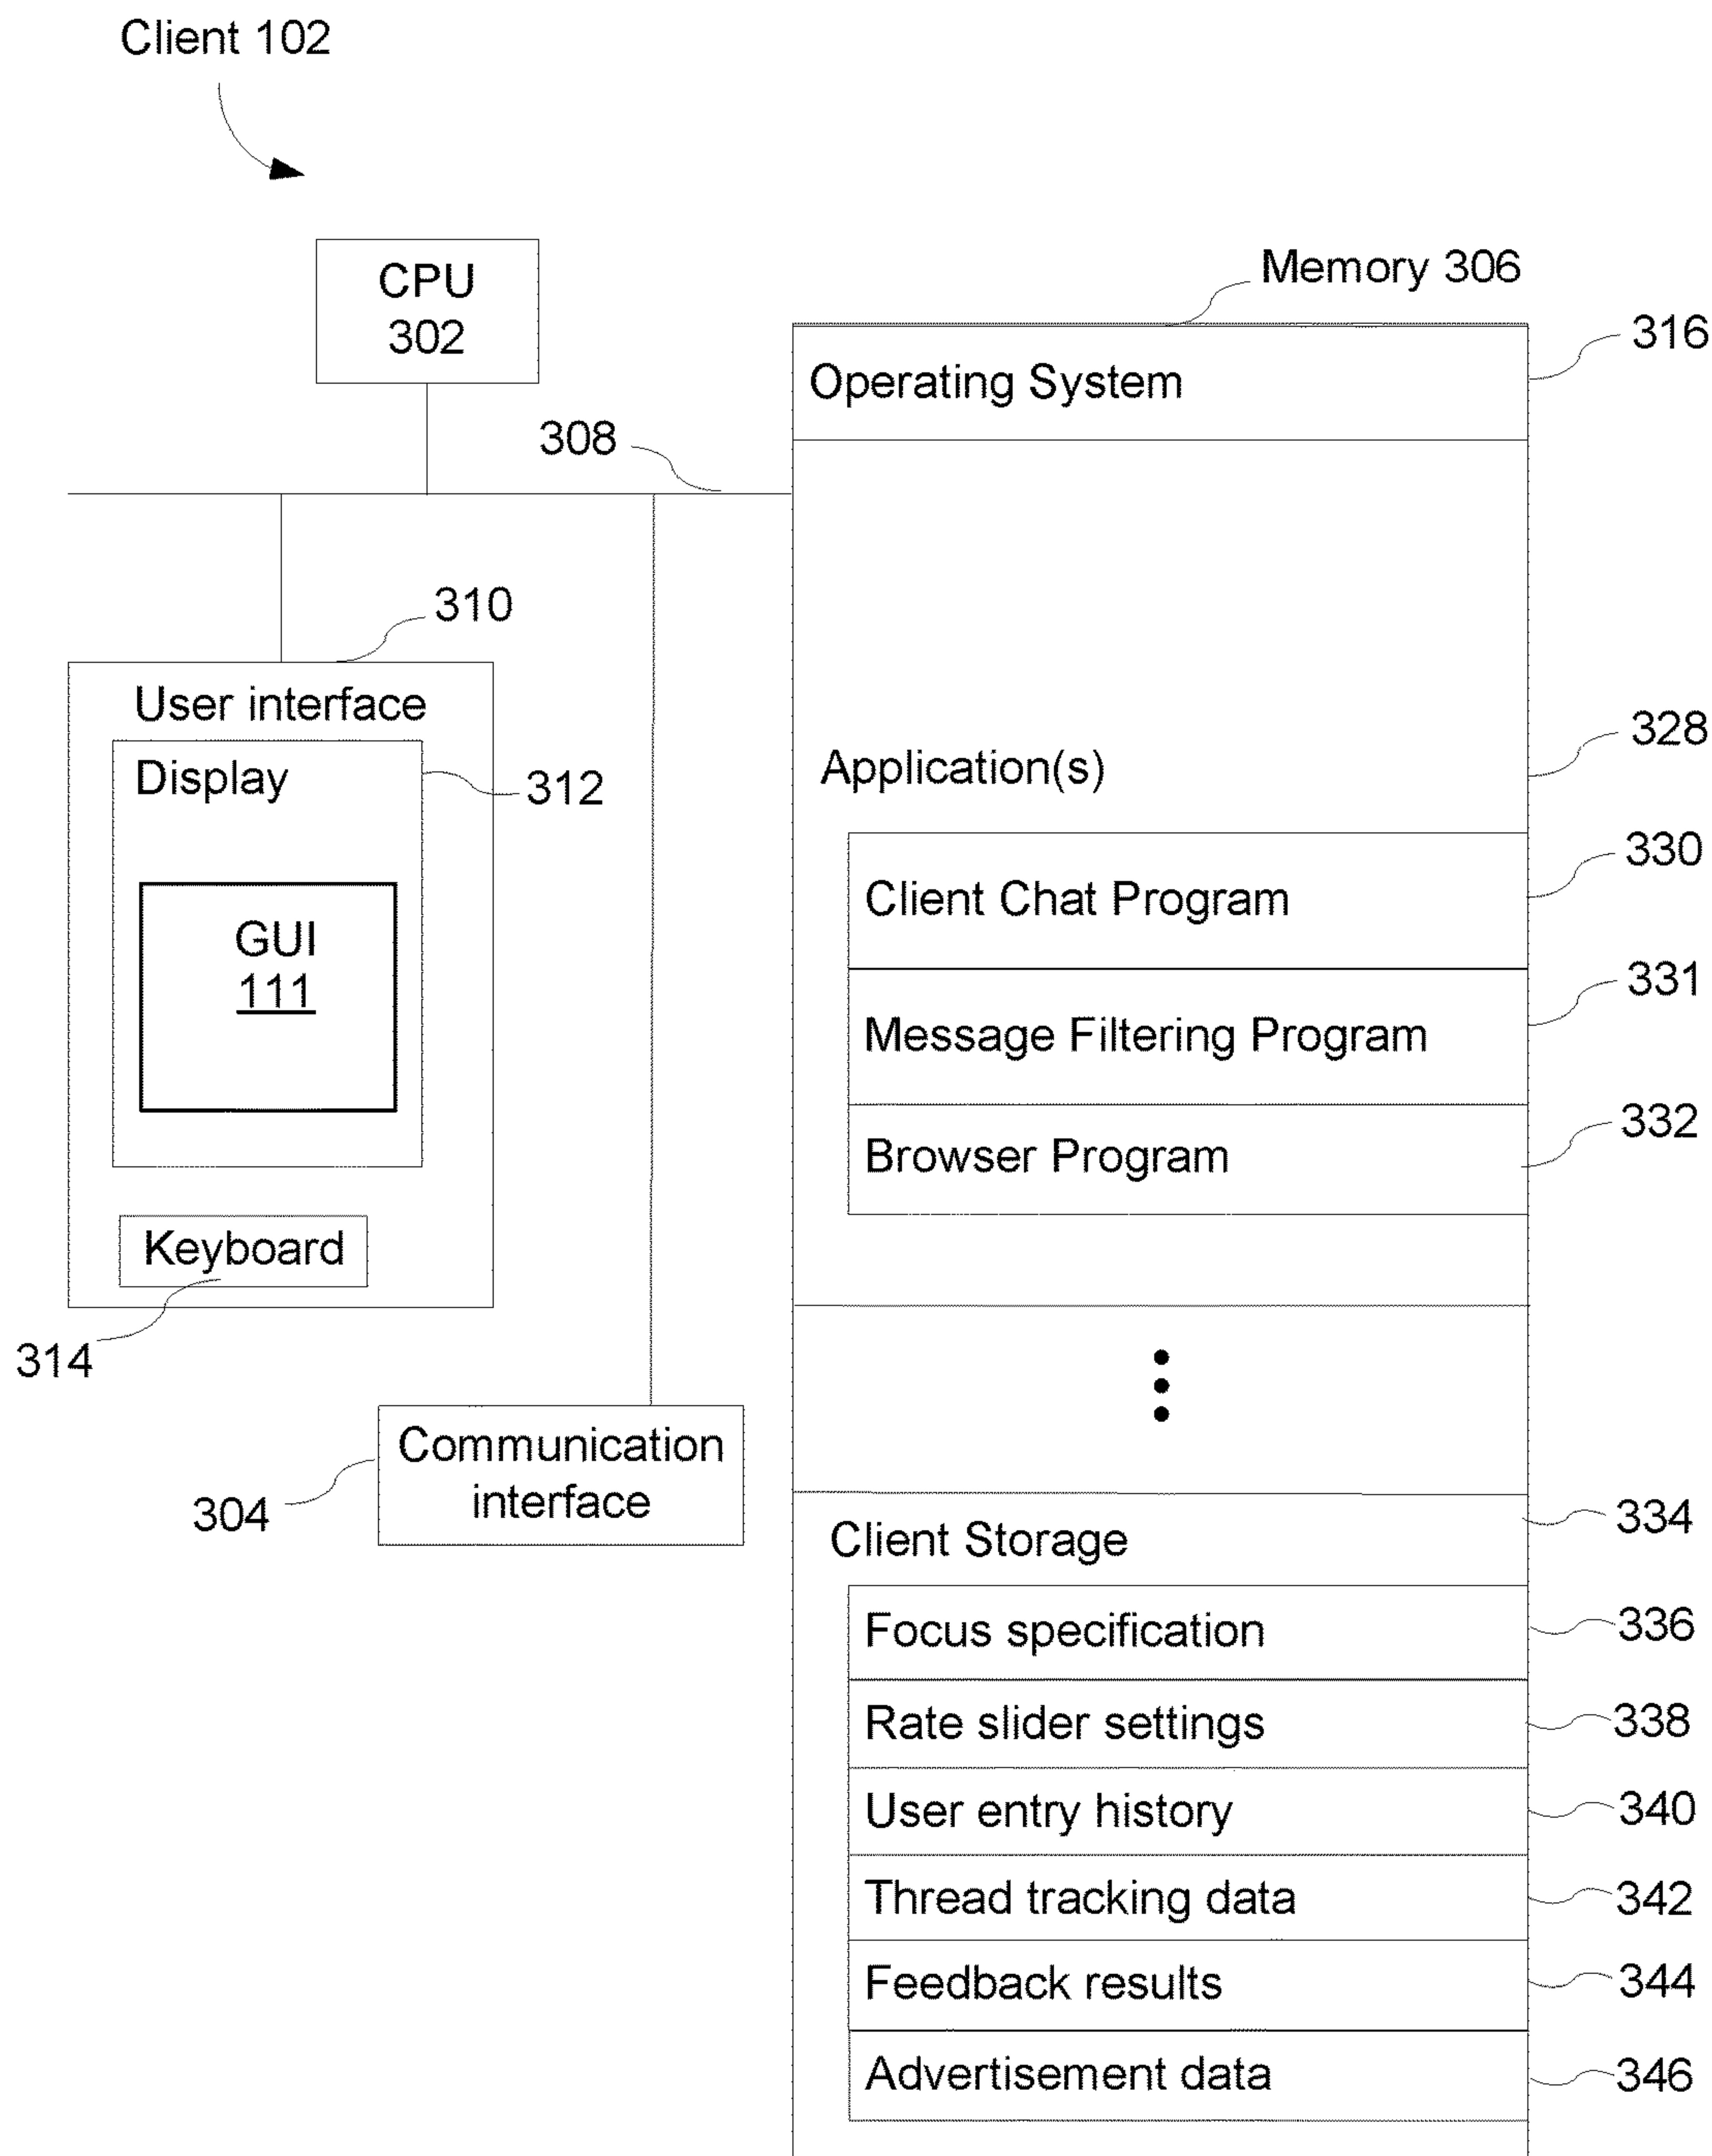 Client 102
CPU
302
Memory 306
316
Operating System
308
310
User interface
Display
312
GUI
111
Keyboard
314
Communication
interface
304
328
Application(s)
330
Client Chat Program
331
Message Filtering Program
332
Browser Program
334
Client Storage
Focus specification
336
Rate slider settings
338
User entry history
340
Thread tracking data
342
Feedback results
344
Advertisement data
346